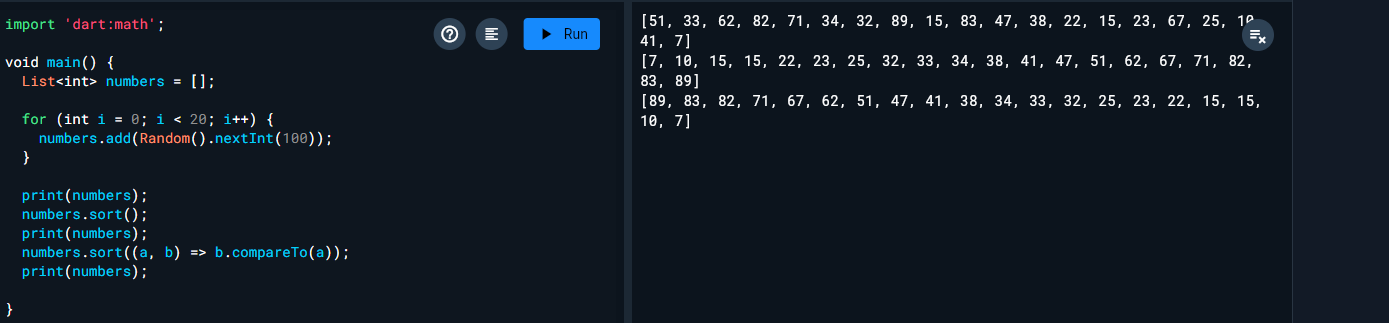 import 'dart:math';
Run
void main() {
  List<int> numbers = [];

  for (int i = 0; i < 20; i++) {
    numbers.add(Random().nextInt(100));
  }

  print(numbers);
  numbers.sort();
  print(numbers);
  numbers.sort((a, b) => b.compareTo(a));
  print(numbers);

}
[51, 33, 62, 82, 71, 34, 32, 89, 15, 83, 47, 38, 22, 15, 23, 67, 25, 10
41, 7]
[7, 10, 15, 15, 22, 23, 25, 32, 33, 34, 38, 41, 47, 51, 62, 67, 71, 82,
83, 89]
[89, 83, 82, 71, 67, 62, 51, 47, 41, 38, 34, 33, 32, 25, 23, 22, 15, 15,
10, 7]